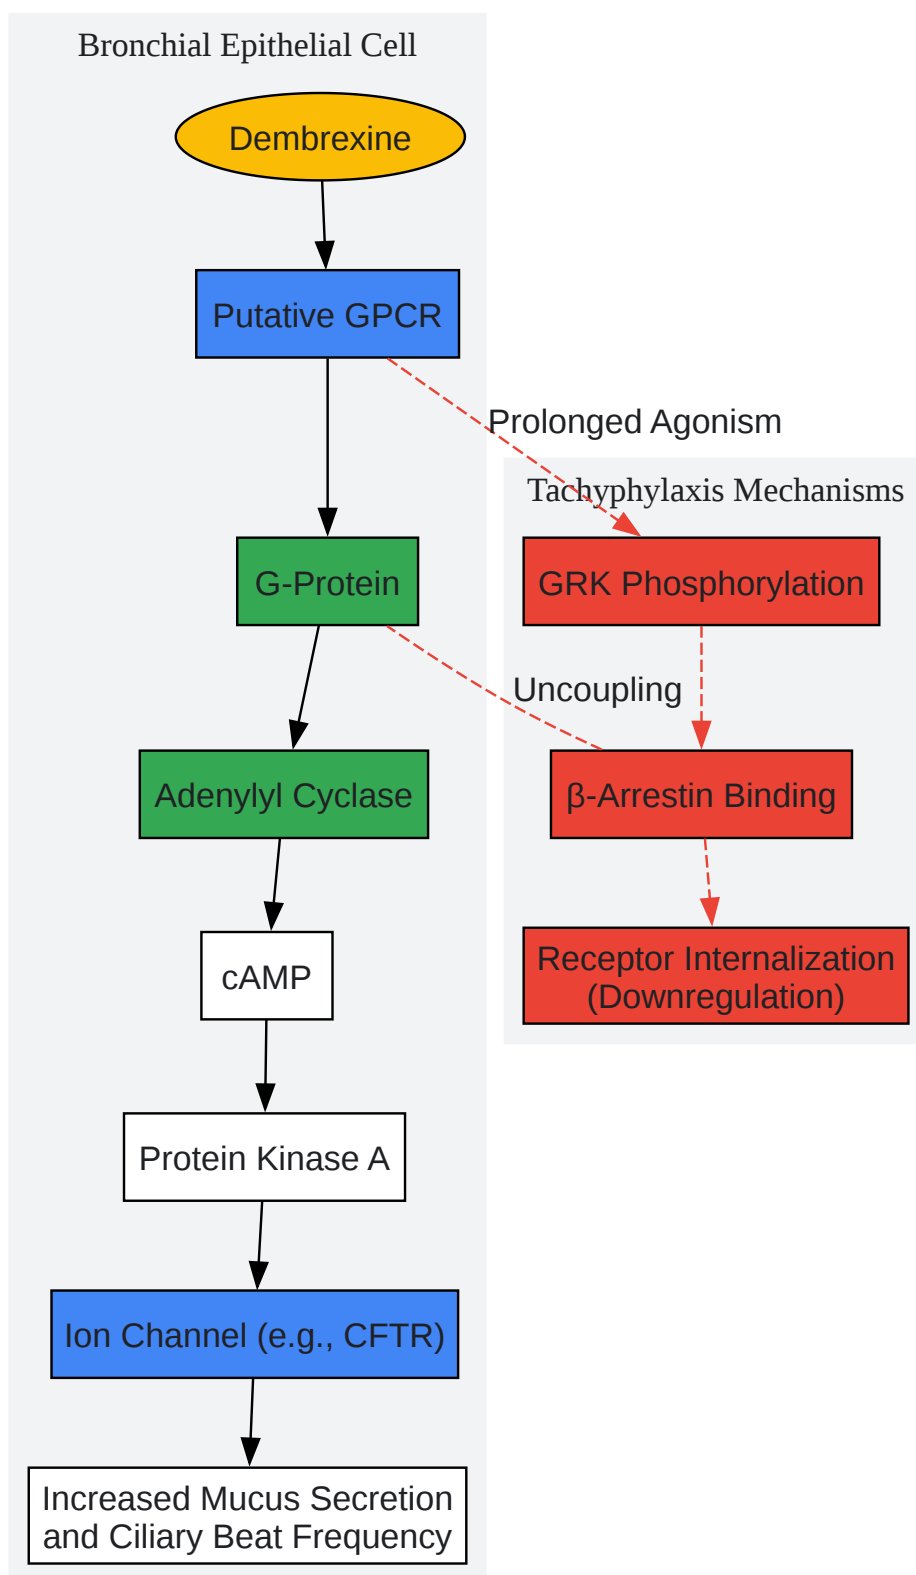 Bronchial Epithelial Cell
Dembrexine
Putative GPCR
Prolonged Agonism
Tachyphylaxis Mechanisms
G-Protein
GRK Phosphorylation
Uncoupling
Adenylyl Cyclase
β-Arrestin Binding
cAMP
Receptor Internalization
(Downregulation)
Protein Kinase A
Ion Channel (e.g., CFTR)
Increased Mucus Secretion
and Ciliary Beat Frequency